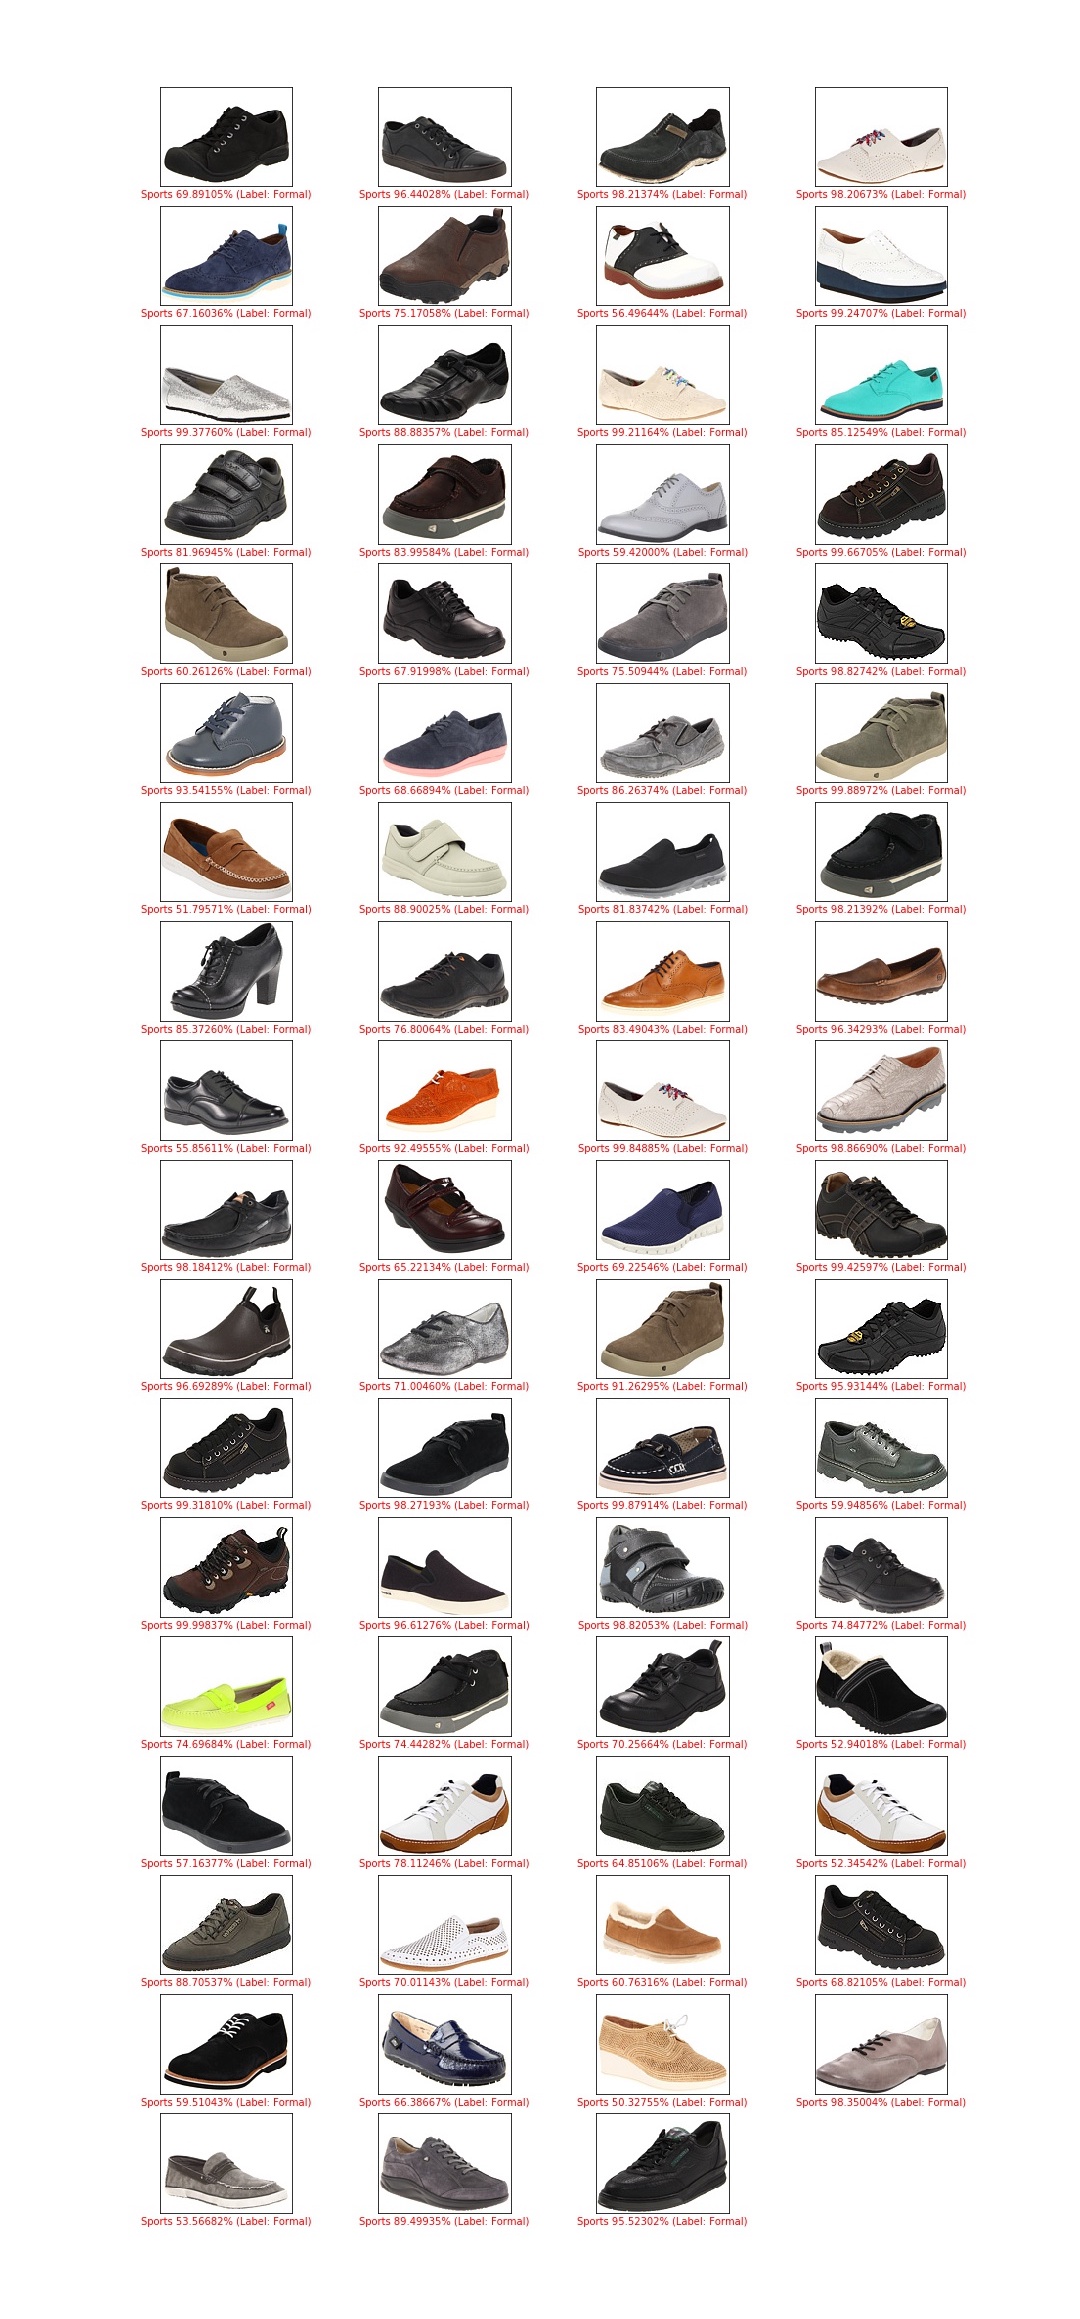 Sports 69.89105% (Label: Formal)
Sports 96.44028% (Label: Formal)
Sports 98.21374% (Label: Formal)
Sports 98.20673% (Label: Formal)
Sports 67.16036% (Label: Formal)
Sports 75.17058% (Label: Formal)
Sports 56.49644% (Label: Formal)
Sports 99.24707% (Label: Formal)
Sports 99.37760% (Label: Formal)
Sports 88.88357% (Label: Formal)
Sports 99.21164% (Label: Formal)
Sports 85.12549% (Label: Formal)
Sports 81.96945% (Label: Formal)
Sports 83.99584% (Label: Formal)
Sports 59.42000% (Label: Formal)
Sports 99.66705% (Label: Formal)
Sports 60.26126% (Label: Formal)
Sports 67.91998% (Label: Formal)
Sports 75.50944% (Label: Formal)
Sports 98.82742% (Label: Formal)
Sports 93.54155% (Label: Formal)
Sports 68.66894% (Label: Formal)
Sports 86.26374% (Label: Formal)
Sports 99.88972% (Label: Formal)
Sports 51.79571% (Label: Formal)
Sports 88.90025% (Label: Formal)
Sports 81.83742% (Label: Formal)
Sports 98.21392% (Label: Formal)
Sports 85.37260% (Label: Formal)
Sports 76.80064% (Label: Formal)
Sports 83.49043% (Label: Formal)
Sports 96.34293% (Label: Formal)
Sports 55.85611% (Label: Formal)
Sports 92.49555% (Label: Formal)
Sports 99.84885% (Label: Formal)
Sports 98.86690% (Label: Formal)
Sports 98.18412% (Label: Formal)
Sports 65.22134% (Label: Formal)
Sports 69.22546% (Label: Formal)
Sports 99.42597% (Label: Formal)
Sports 96.69289% (Label: Formal)
Sports 71.00460% (Label: Formal)
Sports 91.26295% (Label: Formal)
Sports 95.93144% (Label: Formal)
Sports 99.31810% (Label: Formal)
Sports 98.27193% (Label: Formal)
Sports 99.87914% (Label: Formal)
Sports 59.94856% (Label: Formal)
Sports 99.99837% (Label: Formal)
Sports 96.61276% (Label: Formal)
Sports 98.82053% (Label: Formal)
Sports 74.84772% (Label: Formal)
Sports 74.69684% (Label: Formal)
Sports 74.44282% (Label: Formal)
Sports 70.25664% (Label: Formal)
Sports 52.94018% (Label: Formal)
Sports 57.16377% (Label: Formal)
Sports 78.11246% (Label: Formal)
Sports 64.85106% (Label: Formal)
Sports 52.34542% (Label: Formal)
Sports 88.70537% (Label: Formal)
Sports 70.01143% (Label: Formal)
Sports 60.76316% (Label: Formal)
Sports 68.82105% (Label: Formal)
Sports 59.51043% (Label: Formal)
Sports 66.38667% (Label: Formal)
Sports 50.32755% (Label: Formal)
Sports 98.35004% (Label: Formal)
Sports 53.56682% (Label: Formal)
Sports 89.49935% (Label: Formal)
Sports 95.52302% (Label: Formal)